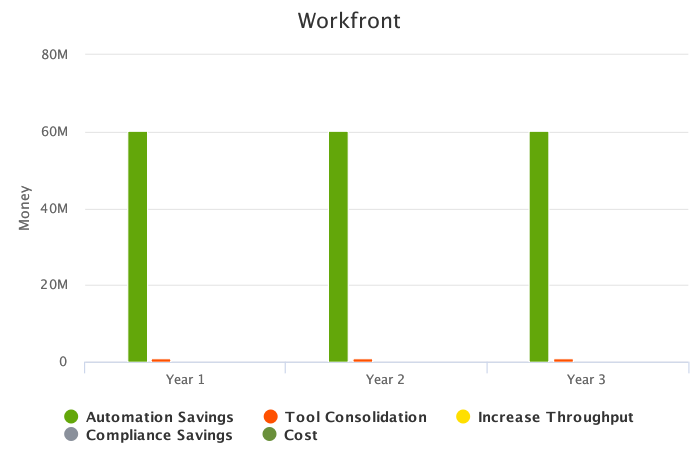 Workfront
80M
60M
40M
20M
0
Money
Year 1
Year 2
Year 3
Automation Savings
Tool Consolidation
Increase Throughput
Compliance Savings
Cost